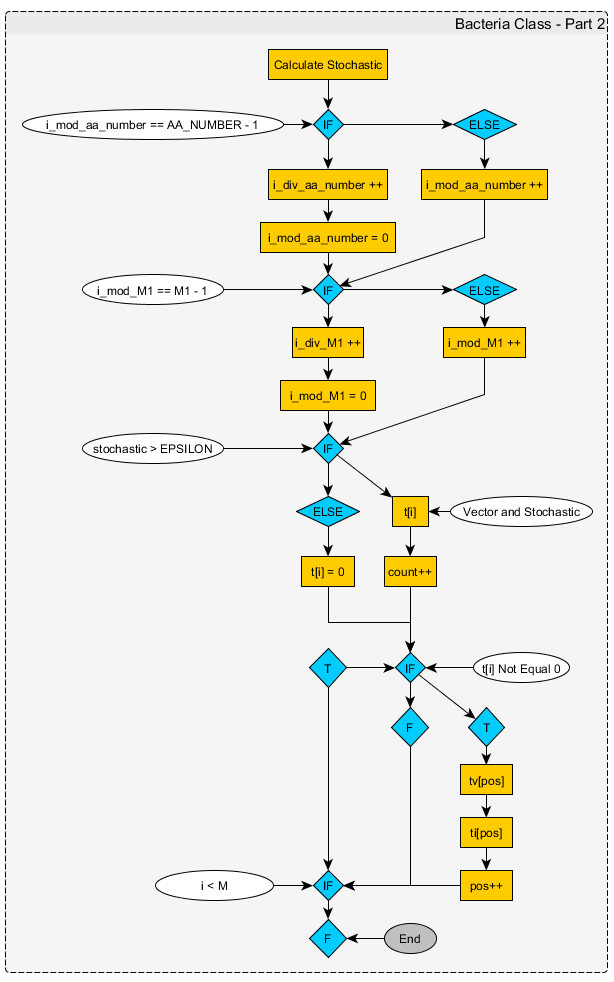 Bacteria Class - Part 2
Calculate Stochastic
i_mod_aa_number == AA_NUMBER - 1
IF
ELSE
i_div_aa_number ++
i_mod_aa_number ++
i_mod_aa_number = 0
i_mod_M1 == M1 - 1
IF
ELSE
i_div_M1 ++
i_mod_M1 ++
i_mod_M1 = 0
stochastic > EPSILON
IF
ELSE
t[i]
Vector and Stochastic
t[i] = 0
count++
T
IF
t[i] Not Equal 0
F
T
tv[pos]
ti[pos]
i < M
IF
pos++
F
End